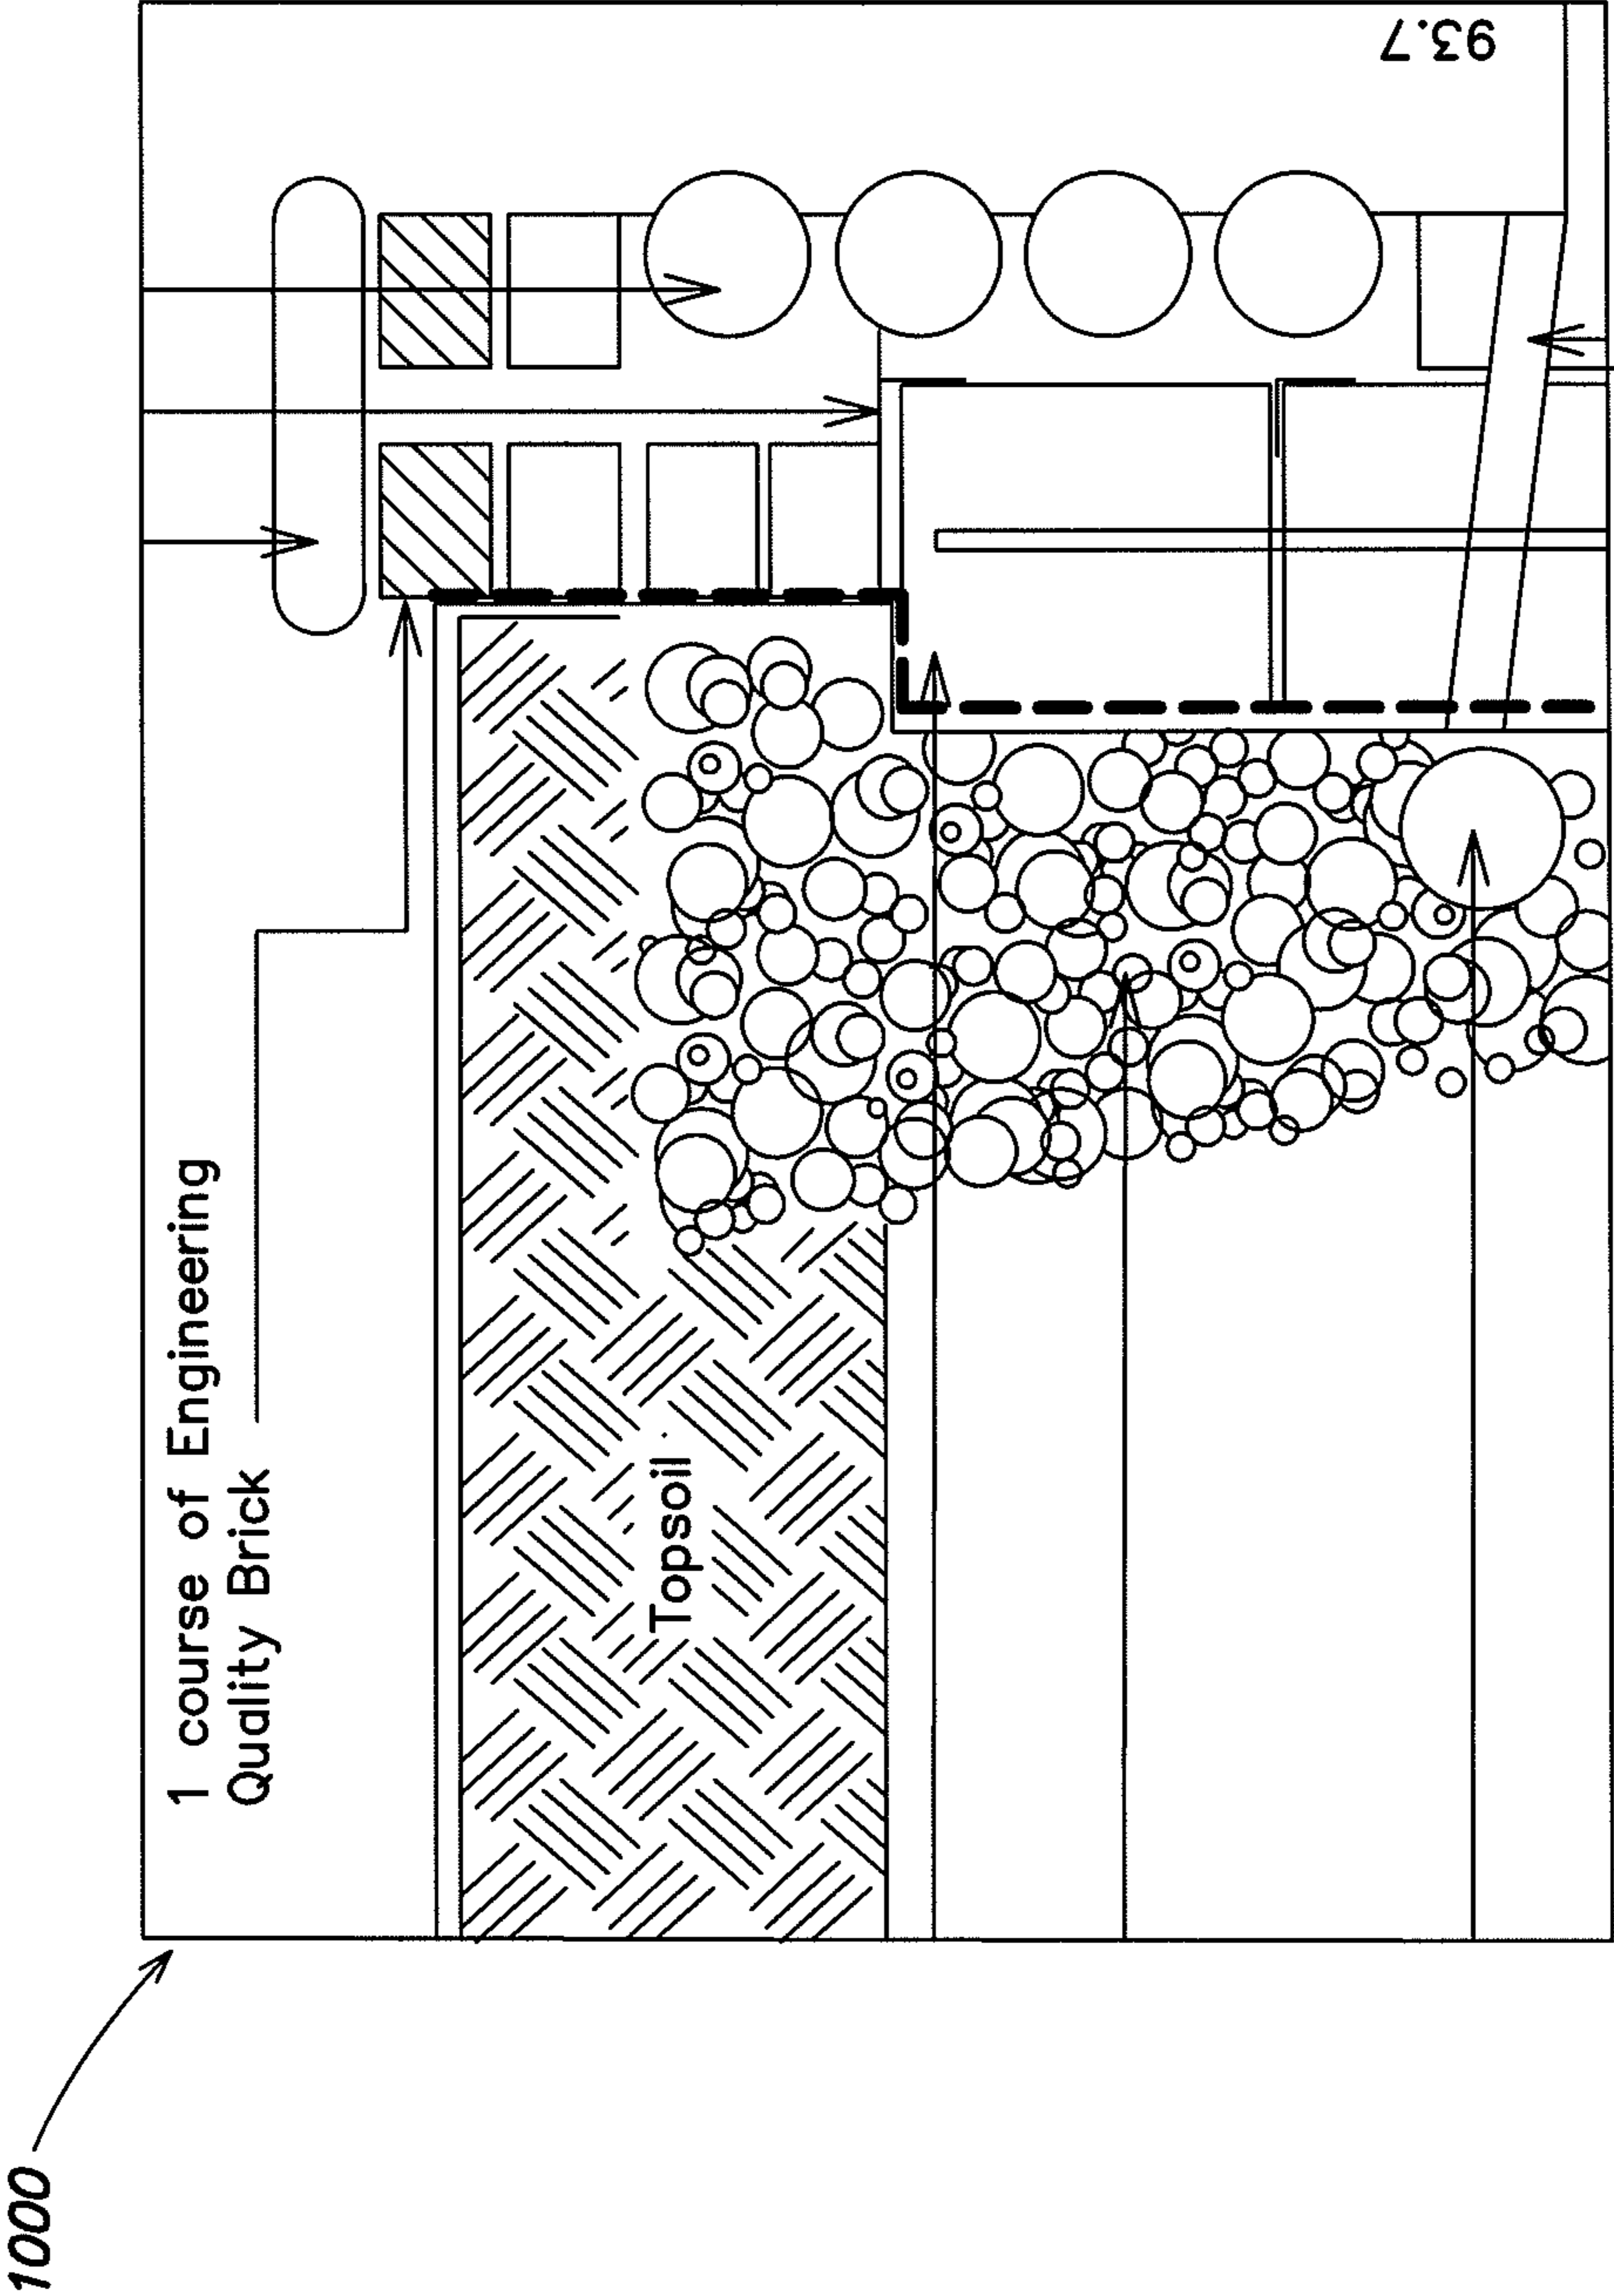 1000
1 course of Engineering
Quality Brick
Topsoil
93.7